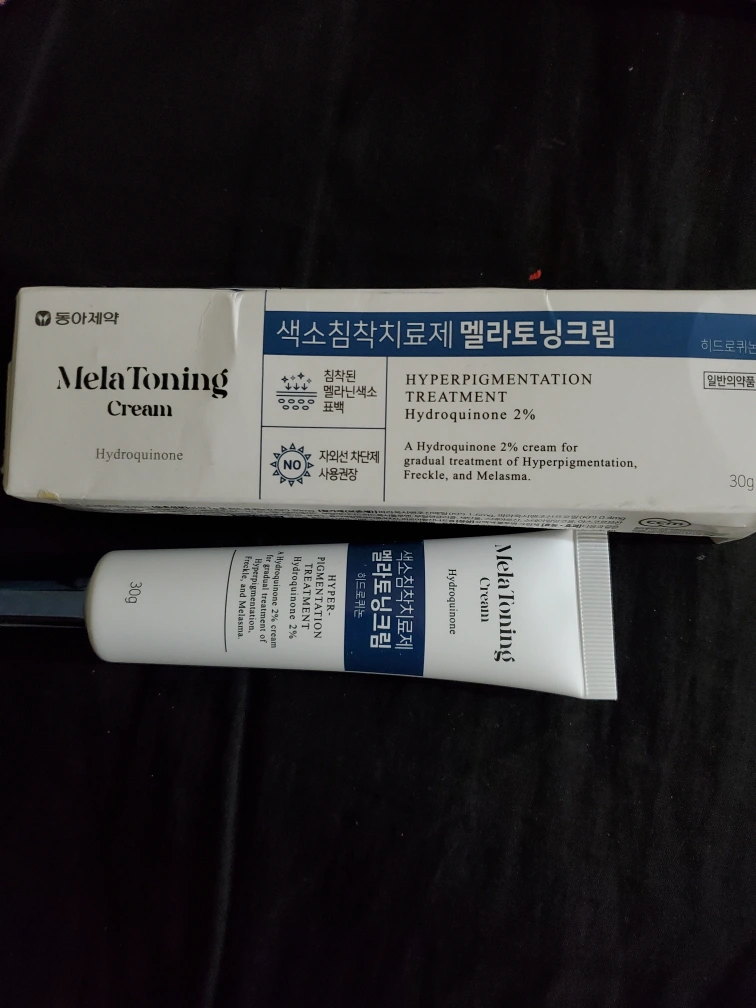 동아제약
MelaToning
Cream
Hydroquinone
색소침착치료제 멜라토닝크림
히드로퀴논
침착된
멜라닌색소
표백
NO
자외선 차단제
사용권장
HYPERPIGMENTATION
TREATMENT
Hydroquinone 2%
일반의약품
A Hydroquinone 2% cream for
gradual treatment of Hyperpigmentation,
Freckle, and Melasma.
30g
MelaToning
Cream
Hydroquinone
색소침착치료제
멜라토닝크림
히드로퀴논
HYPER-
PIGMENTATION
TREATMENT
Hydroquinone 2%
A Hydroquinone 2% cream
for gradual treatment of
Hyperpigmentation,
Freckle, and Melasma.
30g